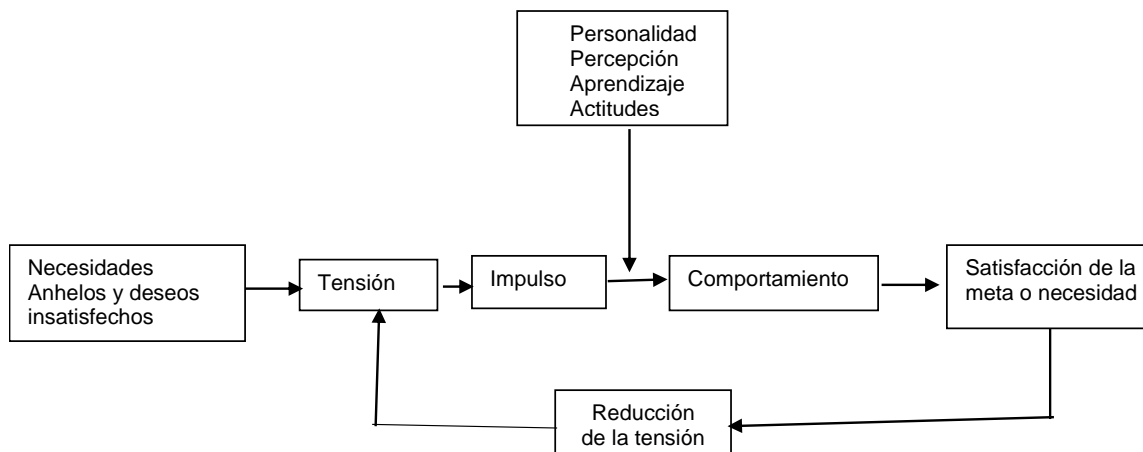 Personalidad
Percepción
Aprendizaje
Actitudes
Necesidades
Anhelos y deseos
insatisfechos
Tensión
Impulso
Comportamiento
Satisfacción de la
meta o necesidad
Reducción
de la tensión